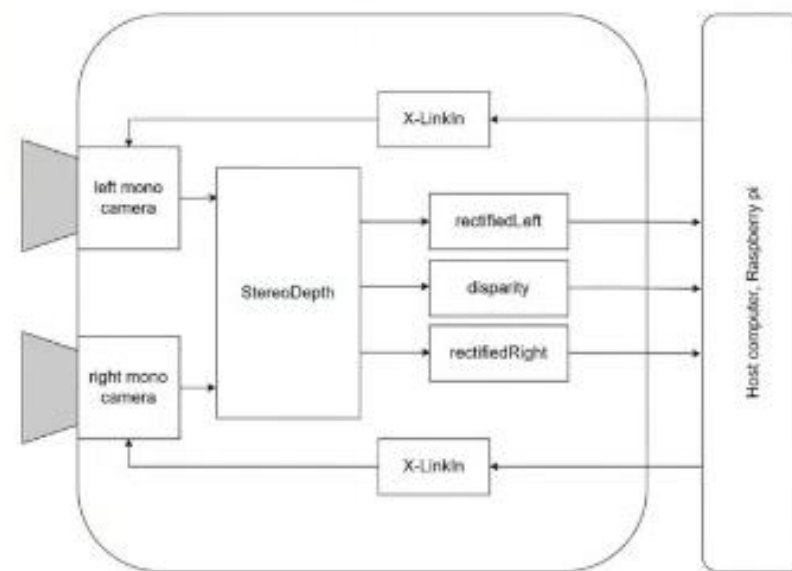 X-LinkIn
left mono
camera
StereoDepth
rectifiedLeft
disparity
rectifiedRight
right mono
camera
X-LinkIn
Host computer, Raspberry pi